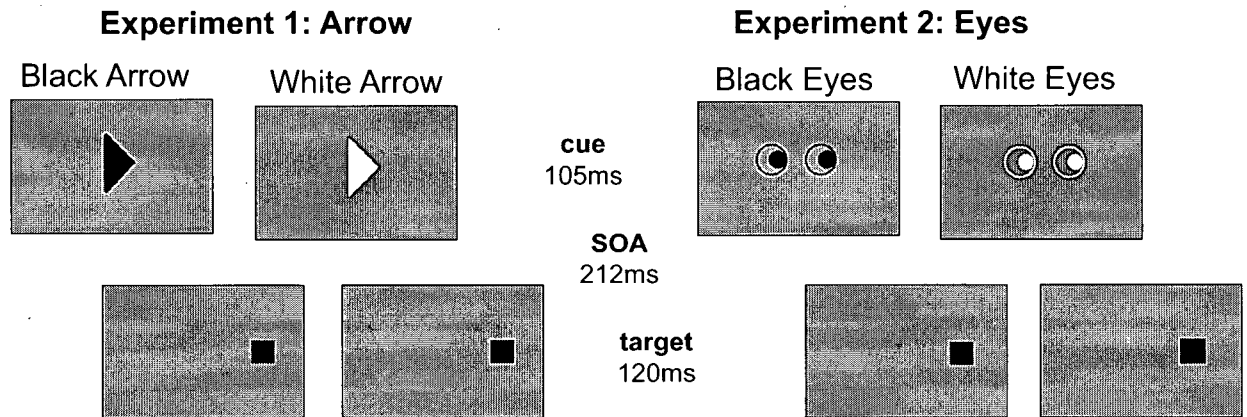 Experiment 1: Arrow
Experiment 2: Eyes
Black Arrow
White Arrow
Black Eyes
White Eyes
cue
105ms
SOA
212ms
target
120ms